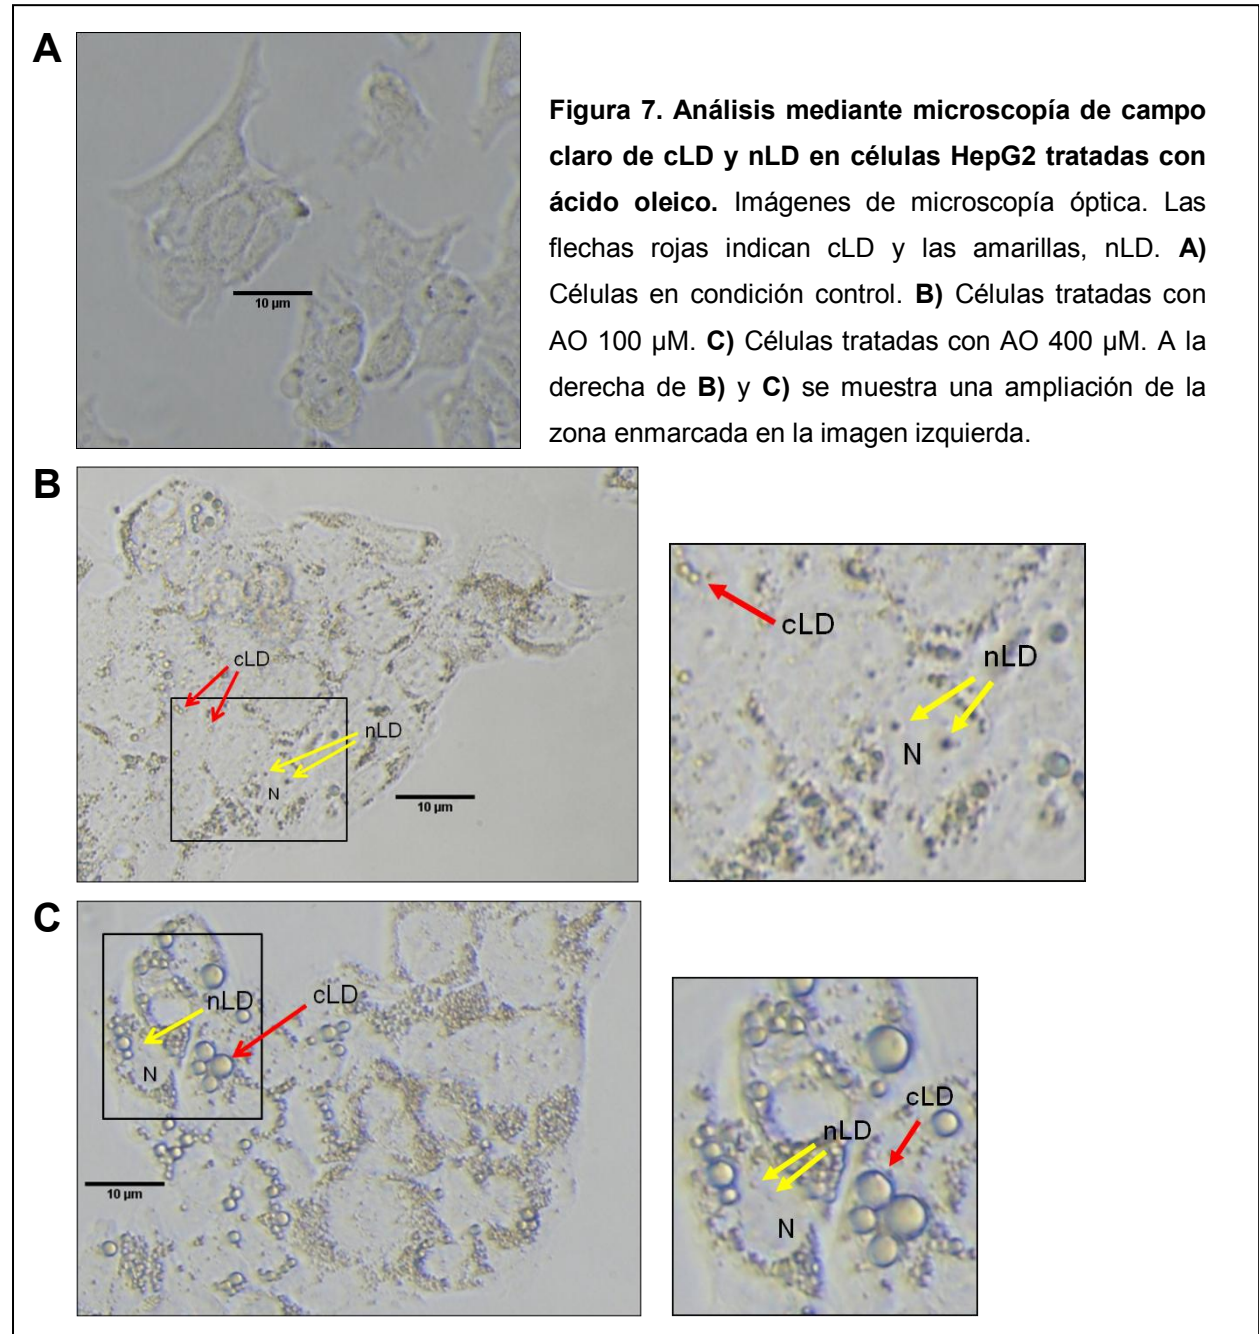 A
10 µm
Figura 7. Análisis mediante microscopía de campo
claro de cLD y nLD en células HepG2 tratadas con
ácido oleico. Imágenes de microscopía óptica. Las
flechas rojas indican cLD y las amarillas, nLD. A)
Células en condición control. B) Células tratadas con
AO 100 µM. C) Células tratadas con AO 400 µM. A la
derecha de B) y C) se muestra una ampliación de la
zona enmarcada en la imagen izquierda.
B
cLD
nLD
N
10 µm
cLD
nLD
N
C
nLD
cLD
N
10 µm
cLD
nLD
N